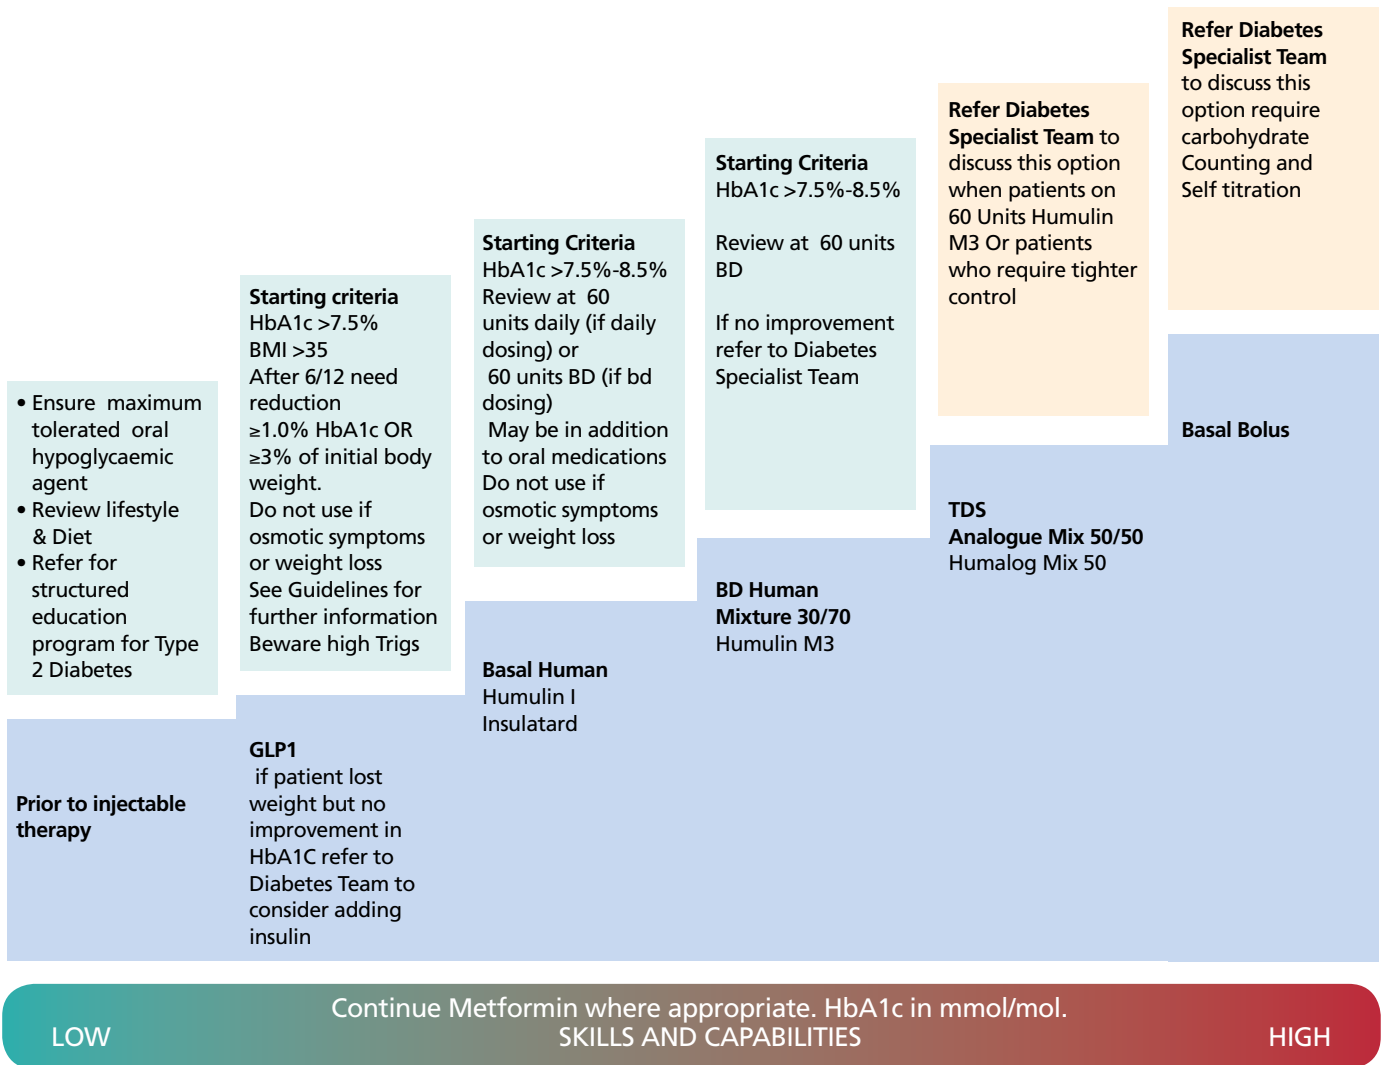 • Ensure maximum
tolerated oral
hypoglycaemic
agent
• Review lifestyle
& Diet
• Refer for
structured
education
program for Type
2 Diabetes
Prior to injectable
therapy
Starting criteria
HbA1c >7.5%
BMI >35
After 6/12 need
reduction
≥1.0% HbA1c OR
≥3% of initial body
weight.
Do not use if
osmotic symptoms
or weight loss
See Guidelines for
further information
Beware high Trigs
GLP1
if patient lost
weight but no
improvement in
HbA1C refer to
Diabetes Team to
consider adding
insulin
Starting Criteria
HbA1c >7.5%-8.5%
Review at 60
units daily (if daily
dosing) or
60 units BD (if bd
dosing)
May be in addition
to oral medications
Do not use if
osmotic symptoms
or weight loss
Basal Human
Humulin I
Insulatard
Starting Criteria
HbA1c >7.5%-8.5%
Review at 60 units
BD
If no improvement
refer to Diabetes
Specialist Team
BD Human
Mixture 30/70
Humulin M3
Refer Diabetes
Specialist Team to
discuss this option
when patients on
60 Units Humulin
M3 Or patients
who require tighter
control
TDS
Analogue Mix 50/50
Humalog Mix 50
Refer Diabetes
Specialist Team
to discuss this
option require
carbohydrate
Counting and
Self titration
Basal Bolus
Continue Metformin where appropriate. HbA1c in mmol/mol.
LOW SKILLS AND CAPABILITIES HIGH